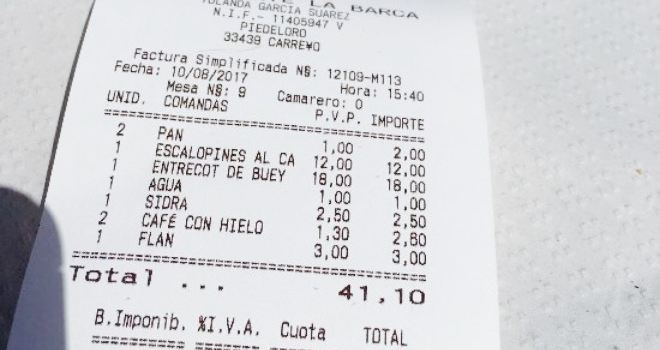 LA BARCA
YOLANDA GARCIA SUAREZ
N.I.F.- 11405947 V
PIEDELORO
33439 CARRE¥O
Factura Simplificada N§: 12109-M113
Fecha: 10/08/2017 Hora: 15:40
Mesa N§: 9 Camarero: 0
UNID. COMANDAS P.V.P. IMPORTE
2 PAN 1,00 2,00
1 ESCALOPINES AL CA 12,00 12,00
1 ENTRECOT DE BUEY 18,00 18,00
1 AGUA 1,00 1,00
1 SIDRA 2,50 2,50
2 CAFÉ CON HIELO 1,30 2,60
1 FLAN 3,00 3,00
Total ... 41,10
B.Imponib. %I.V.A. Cuota TOTAL